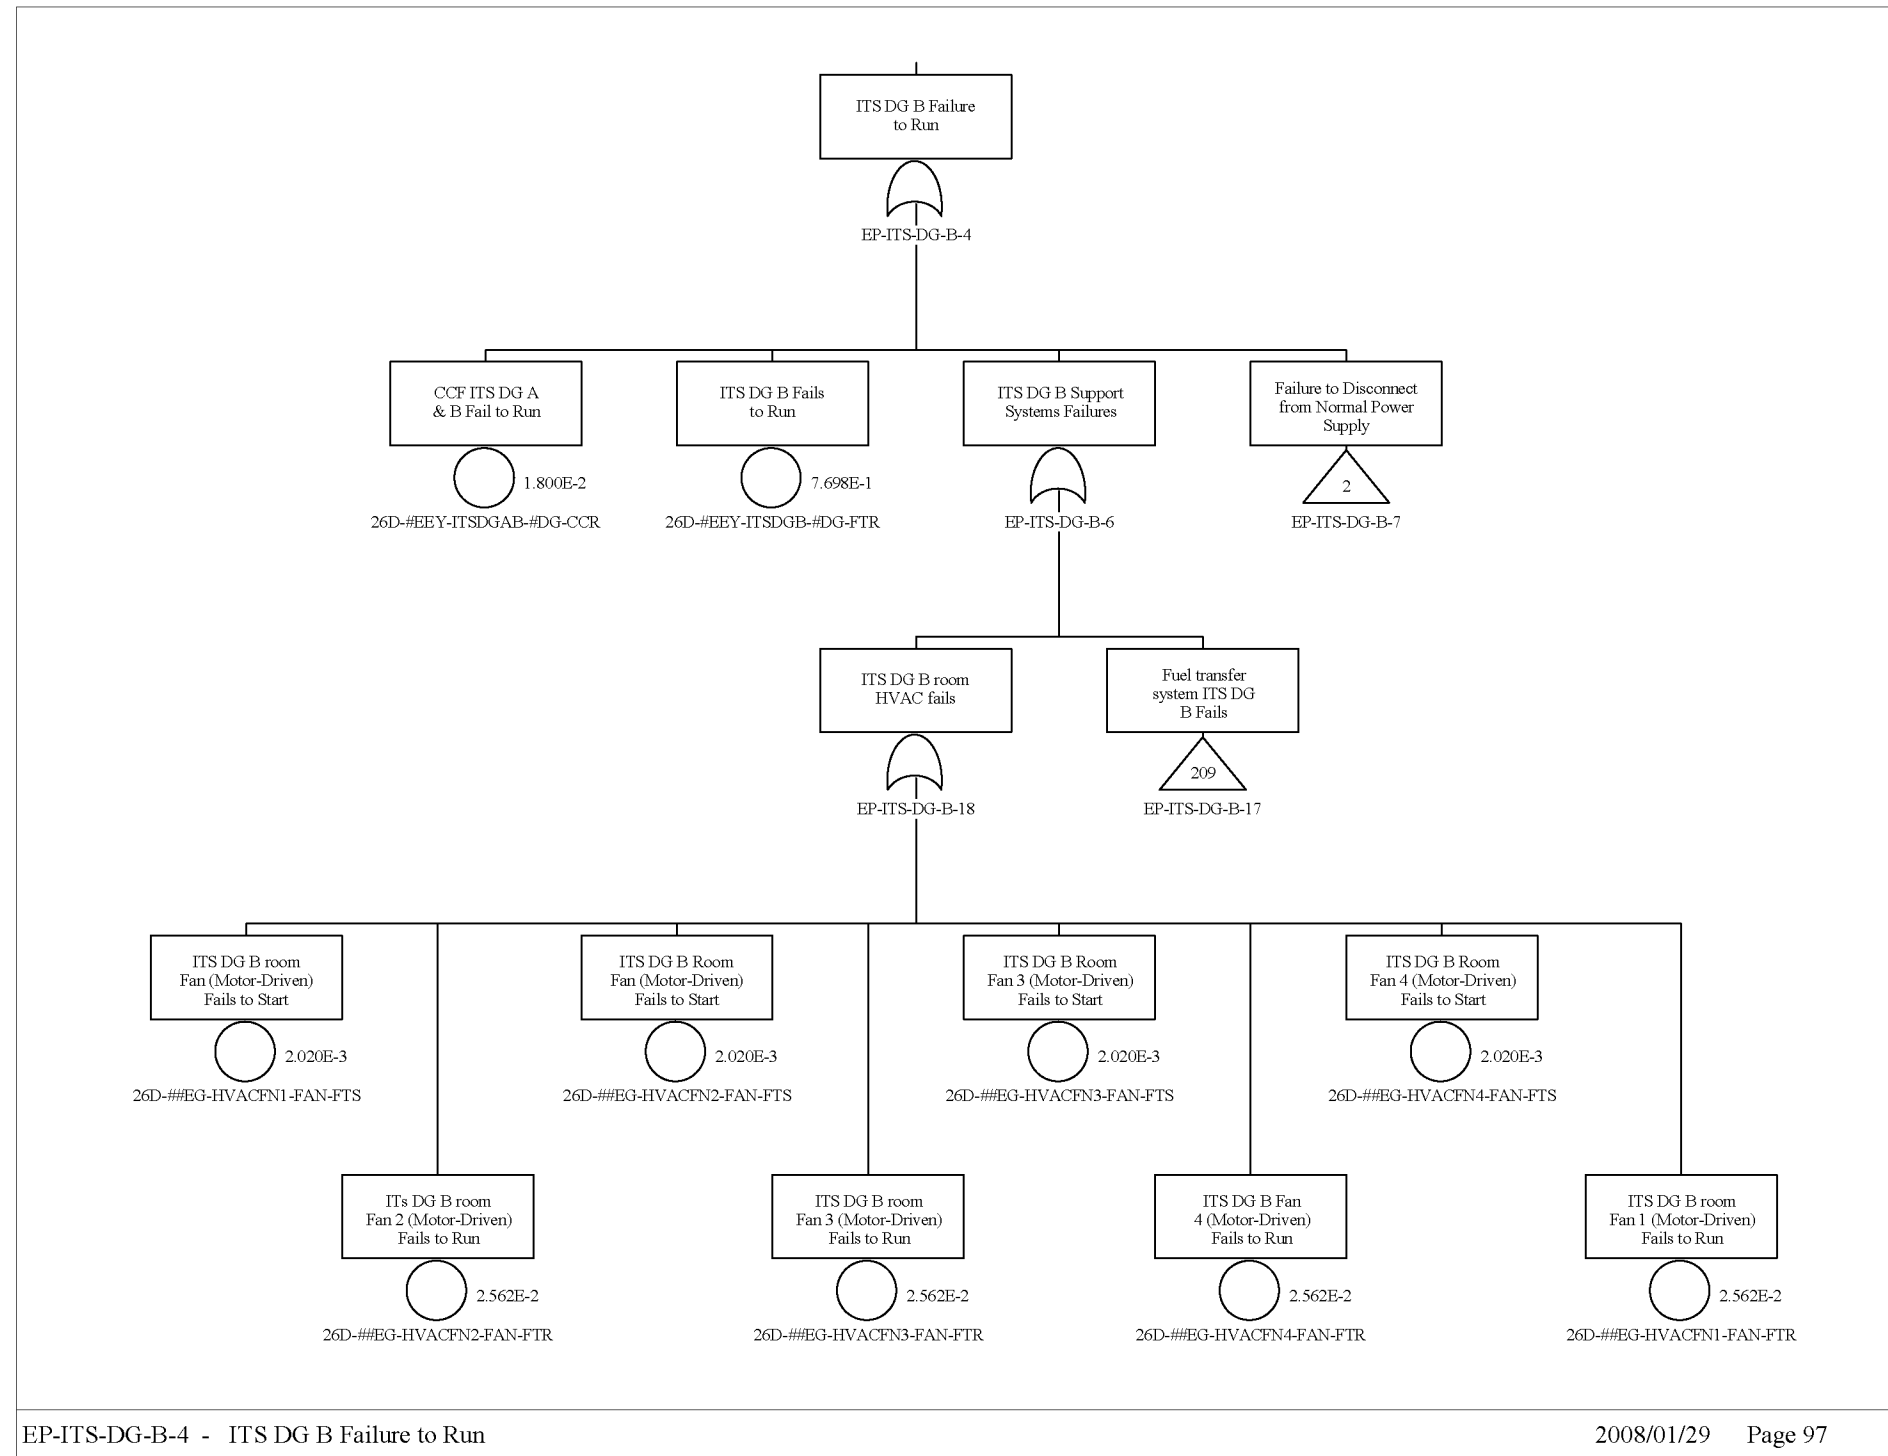 ITS DG B Failure
to Run
EP-ITS-DG-B-4
CCF ITS DG A
& B Fail to Run
1.800E-2
26D-#EEY-ITSDGAB-#DG-CCR
ITS DG B Fails
to Run
7.698E-1
26D-#EEY-ITSDGB-#DG-FTR
ITS DG B Support
Systems Failures
EP-ITS-DG-B-6
Failure to Disconnect
from Normal Power
Supply
2
EP-ITS-DG-B-7
ITS DG B room
HVAC fails
EP-ITS-DG-B-18
Fuel transfer
system ITS DG
B Fails
209
EP-ITS-DG-B-17
ITS DG B room
Fan (Motor-Driven)
Fails to Start
2.020E-3
26D-##EG-HVACFN1-FAN-FTS
ITS DG B Room
Fan (Motor-Driven)
Fails to Start
2.020E-3
26D-##EG-HVACFN2-FAN-FTS
ITS DG B Room
Fan 3 (Motor-Driven)
Fails to Start
2.020E-3
26D-##EG-HVACFN3-FAN-FTS
ITS DG B Room
Fan 4 (Motor-Driven)
Fails to Start
2.020E-3
26D-##EG-HVACFN4-FAN-FTS
ITs DG B room
Fan 2 (Motor-Driven)
Fails to Run
2.562E-2
26D-##EG-HVACFN2-FAN-FTR
ITS DG B room
Fan 3 (Motor-Driven)
Fails to Run
2.562E-2
26D-##EG-HVACFN3-FAN-FTR
ITS DG B Fan
4 (Motor-Driven)
Fails to Run
2.562E-2
26D-##EG-HVACFN4-FAN-FTR
ITS DG B room
Fan 1 (Motor-Driven)
Fails to Run
2.562E-2
26D-##EG-HVACFN1-FAN-FTR
EP-ITS-DG-B-4 - ITS DG B Failure to Run
2008/01/29 Page 97